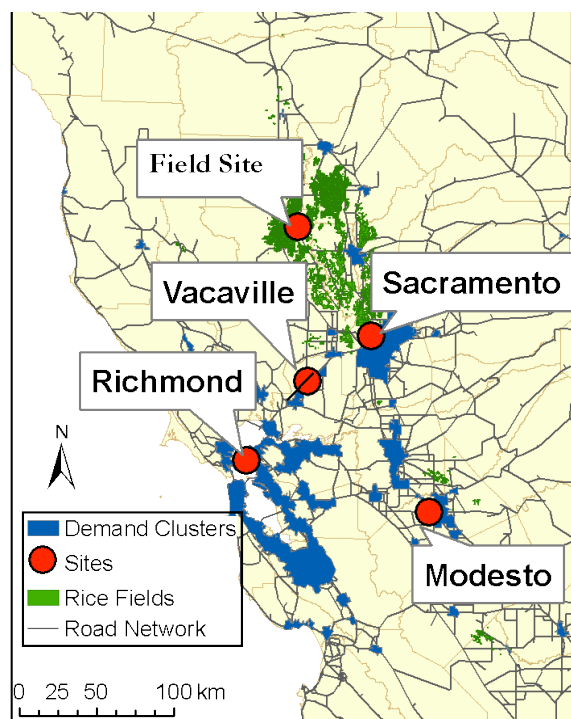 Field Site
Vacaville
Sacramento
Richmond
N
Modesto
Demand Clusters
Sites
Rice Fields
Road Network
0 25 50 100 km